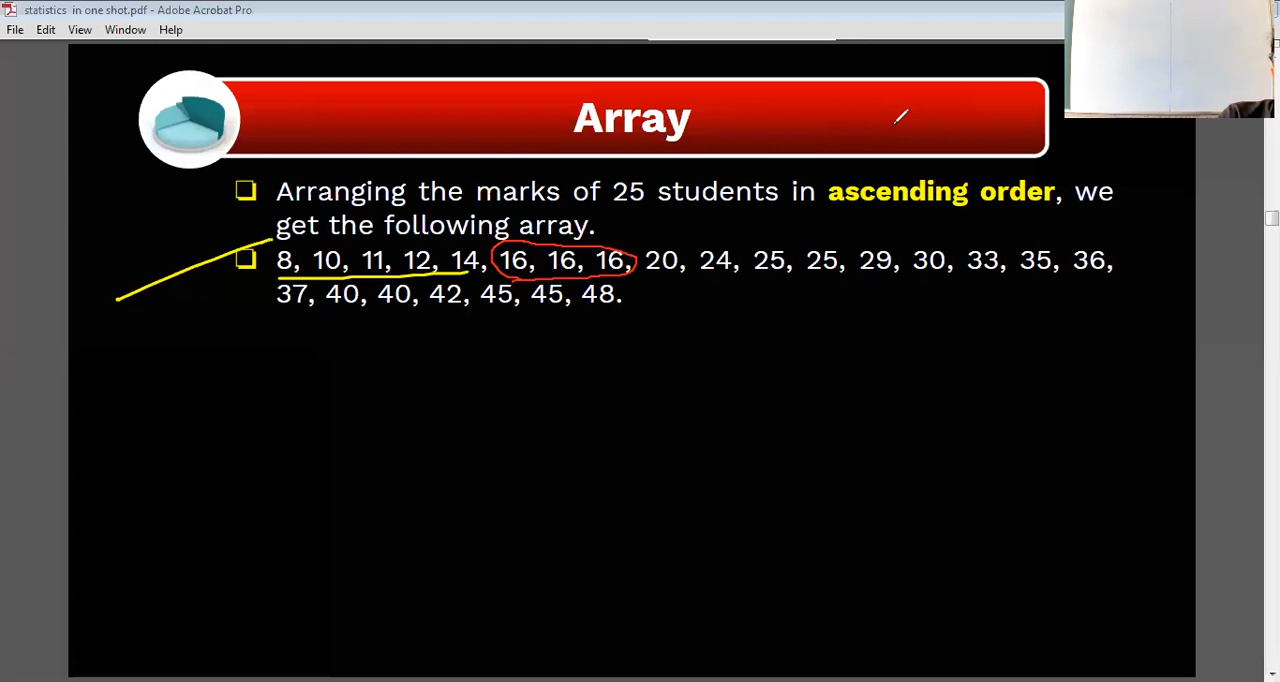 statistics in one shot.pdf - Adobe Acrobat Pro
File Edit View Window Help
Array
Arranging the marks of 25 students in ascending order, we
get the following array.
8, 10, 11, 12, 14, 16, 16, 16, 20, 24, 25, 25, 29, 30, 33, 35, 36,
37, 40, 40, 42, 45, 45, 48.